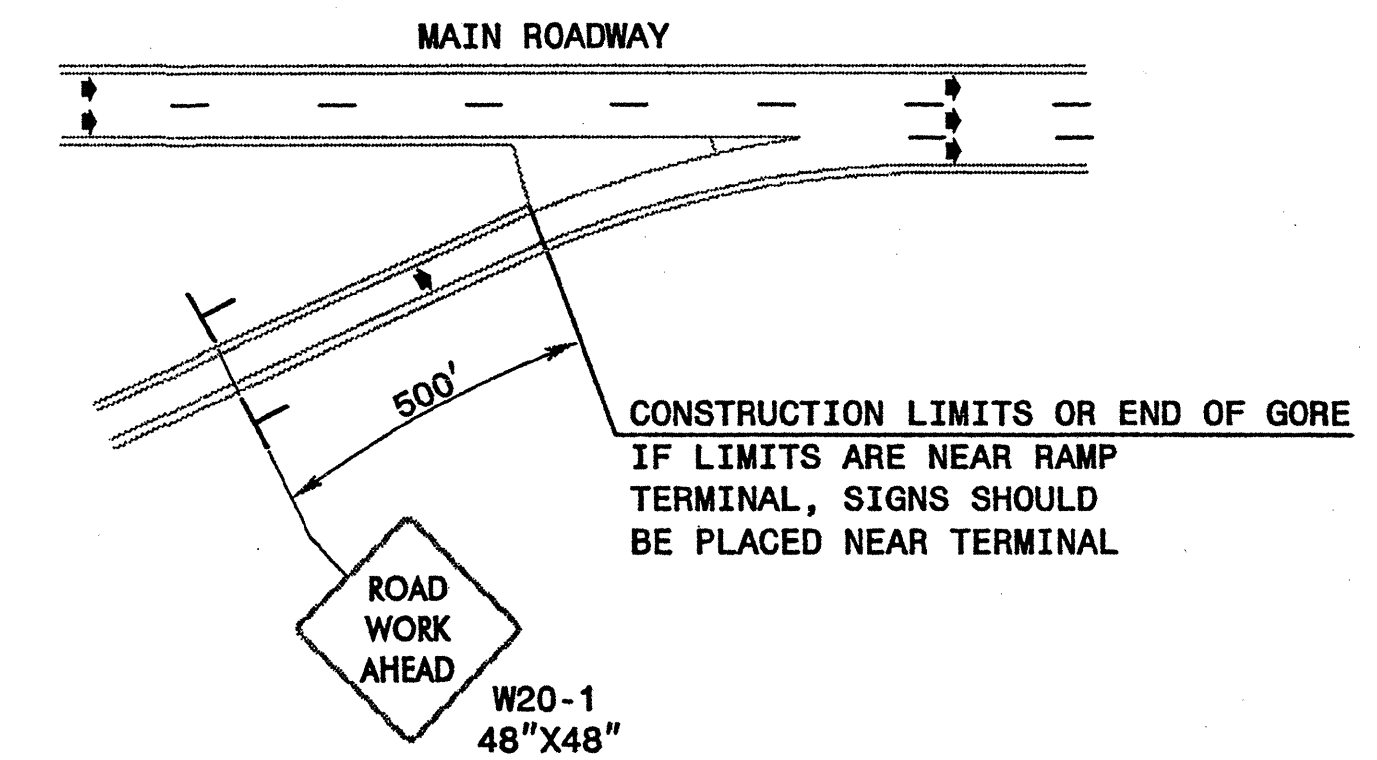 MAIN ROADWAY
500'
CONSTRUCTION LIMITS OR END OF GORE
IF LIMITS ARE NEAR RAMP
TERMINAL, SIGNS SHOULD
BE PLACED NEAR TERMINAL
ROAD
WORK
AHEAD
W20-1
48"X48"